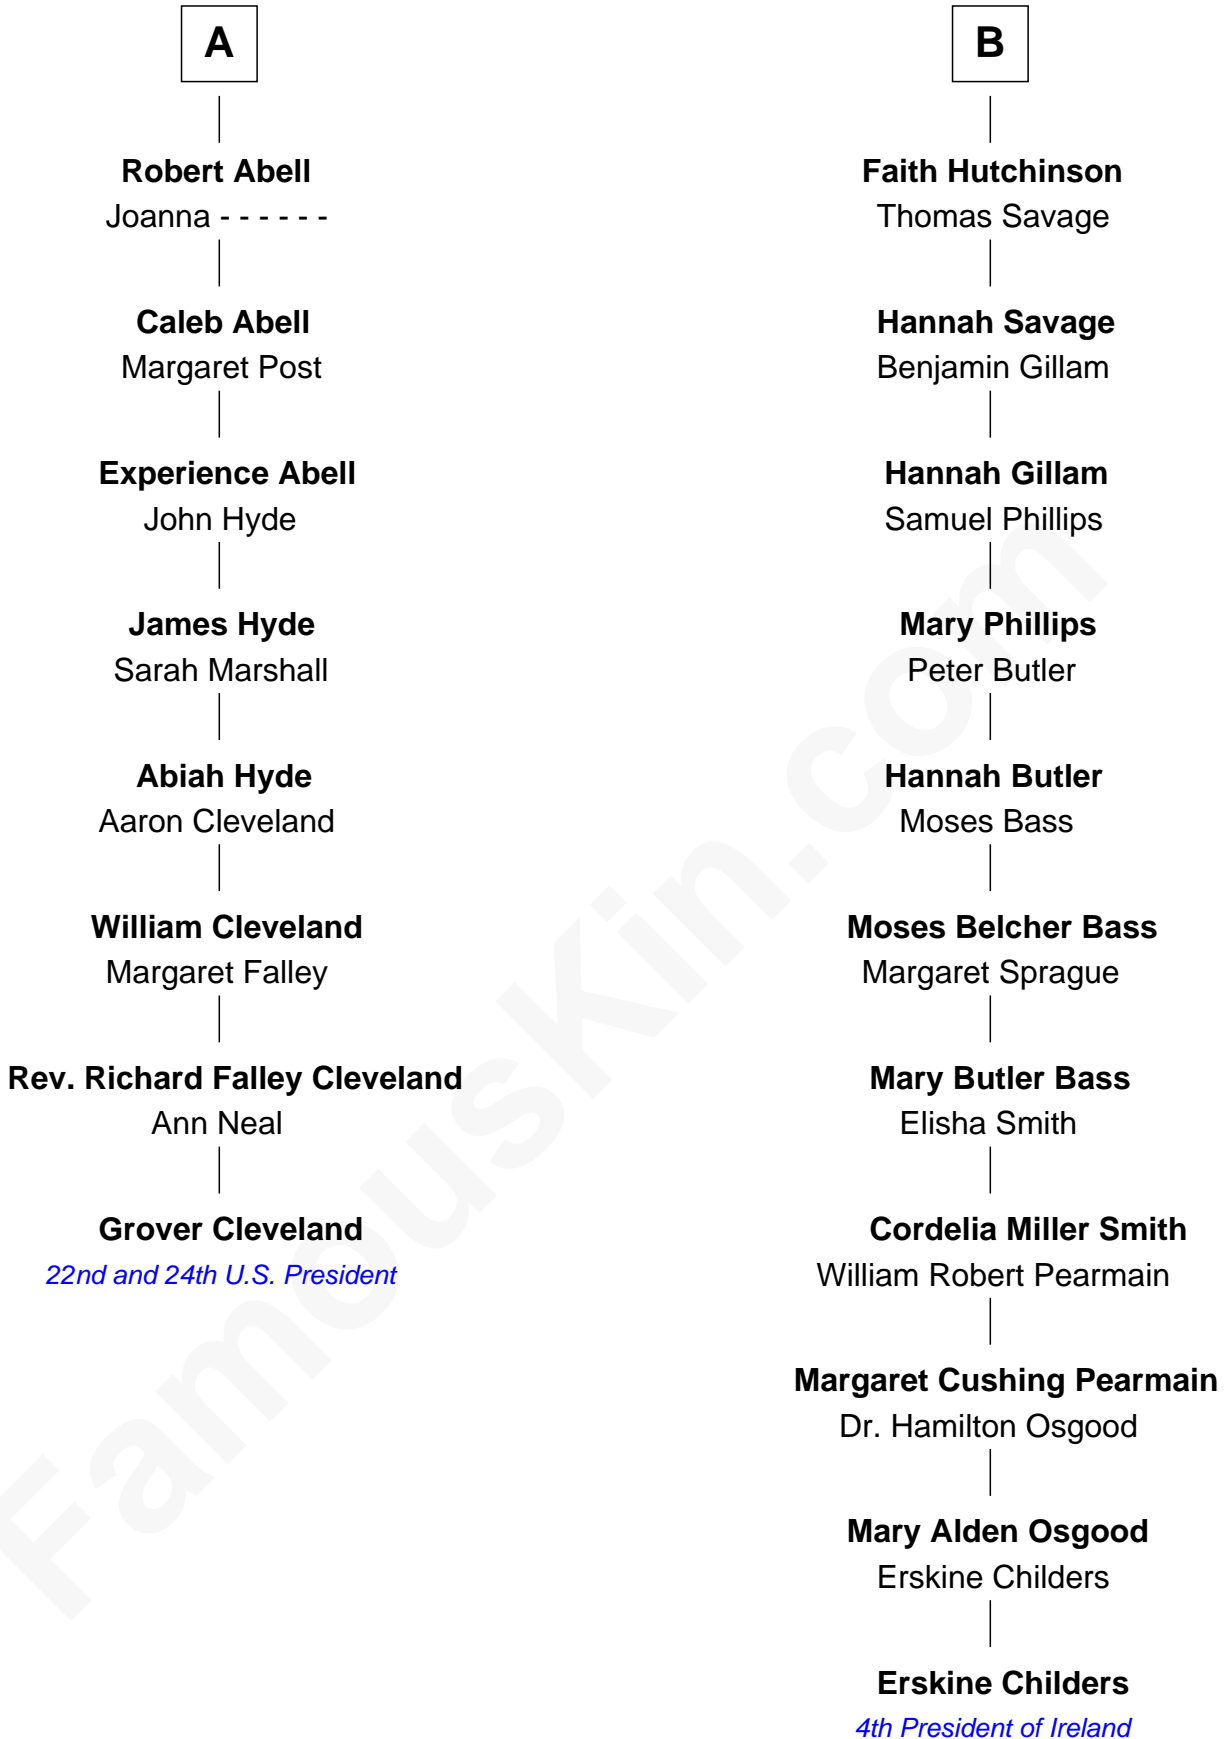 A
Robert Abell
Joanna - - - - - -
Caleb Abell
Margaret Post
Experience Abell
John Hyde
James Hyde
Sarah Marshall
Abiah Hyde
Aaron Cleveland
William Cleveland
Margaret Falley
Rev. Richard Falley Cleveland
Ann Neal
Grover Cleveland
22nd and 24th U.S. President
B
Faith Hutchinson
Thomas Savage
Hannah Savage
Benjamin Gillam
Hannah Gillam
Samuel Phillips
Mary Phillips
Peter Butler
Hannah Butler
Moses Bass
Moses Belcher Bass
Margaret Sprague
Mary Butler Bass
Elisha Smith
Cordelia Miller Smith
William Robert Pearmain
Margaret Cushing Pearmain
Dr. Hamilton Osgood
Mary Alden Osgood
Erskine Childers
Erskine Childers
4th President of Ireland
FamousKin.com